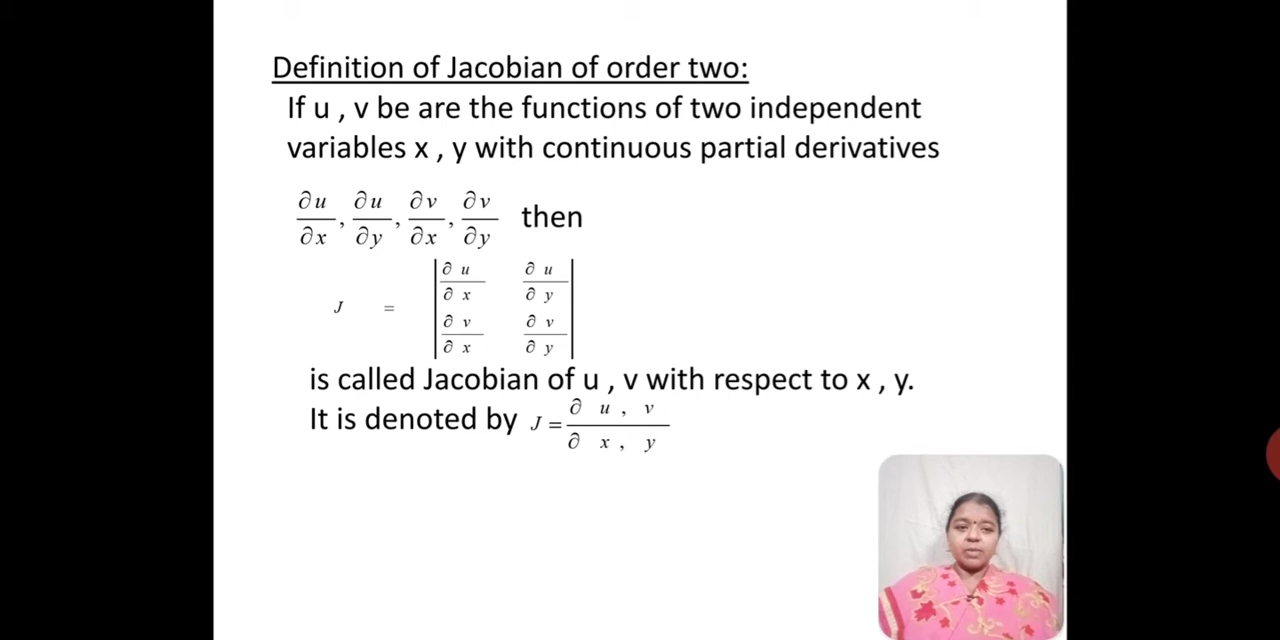 Definition of Jacobian of order two:
If u , v be are the functions of two independent
variables x , y with continuous partial derivatives
∂u/∂x, ∂u/∂y, ∂v/∂x, ∂v/∂y then
J = | ∂u/∂x ∂u/∂y |
| ∂v/∂x ∂v/∂y |
is called Jacobian of u , v with respect to x , y.
It is denoted by J = ∂ u , v / ∂ x , y